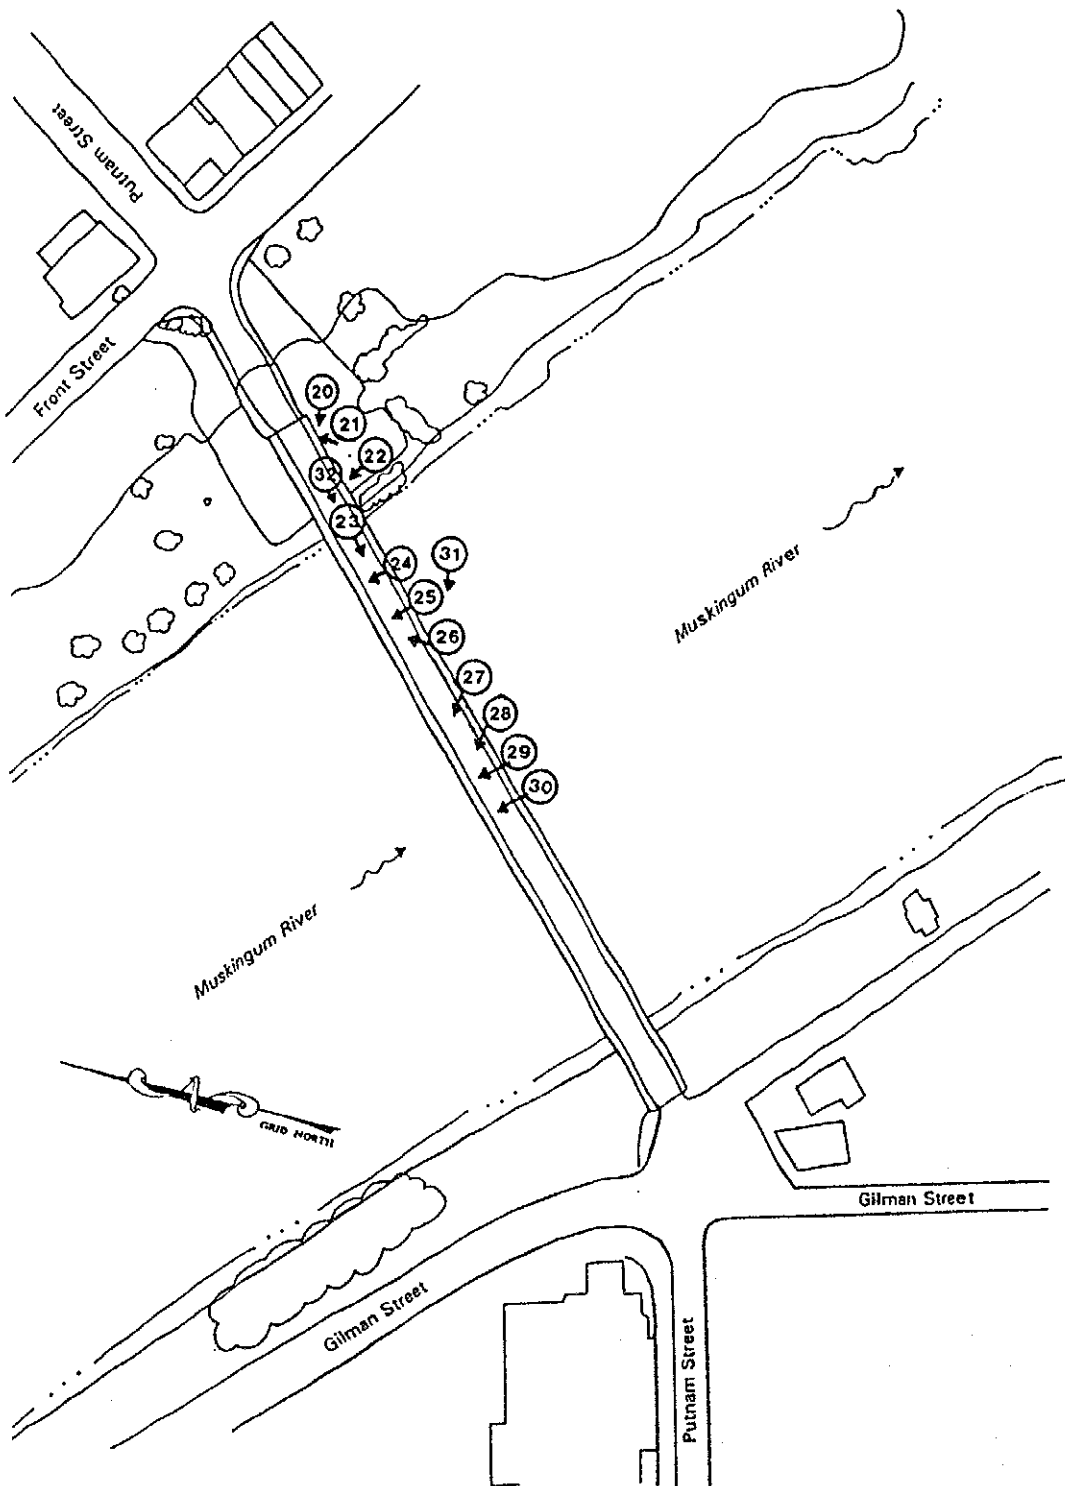 Putnam Street
Front Street
20
21
22
32
23
24
31
25
26
27
28
29
30
Muskingum River
Muskingum River
GRID NORTH
Gilman Street
Gilman Street
Putnam Street